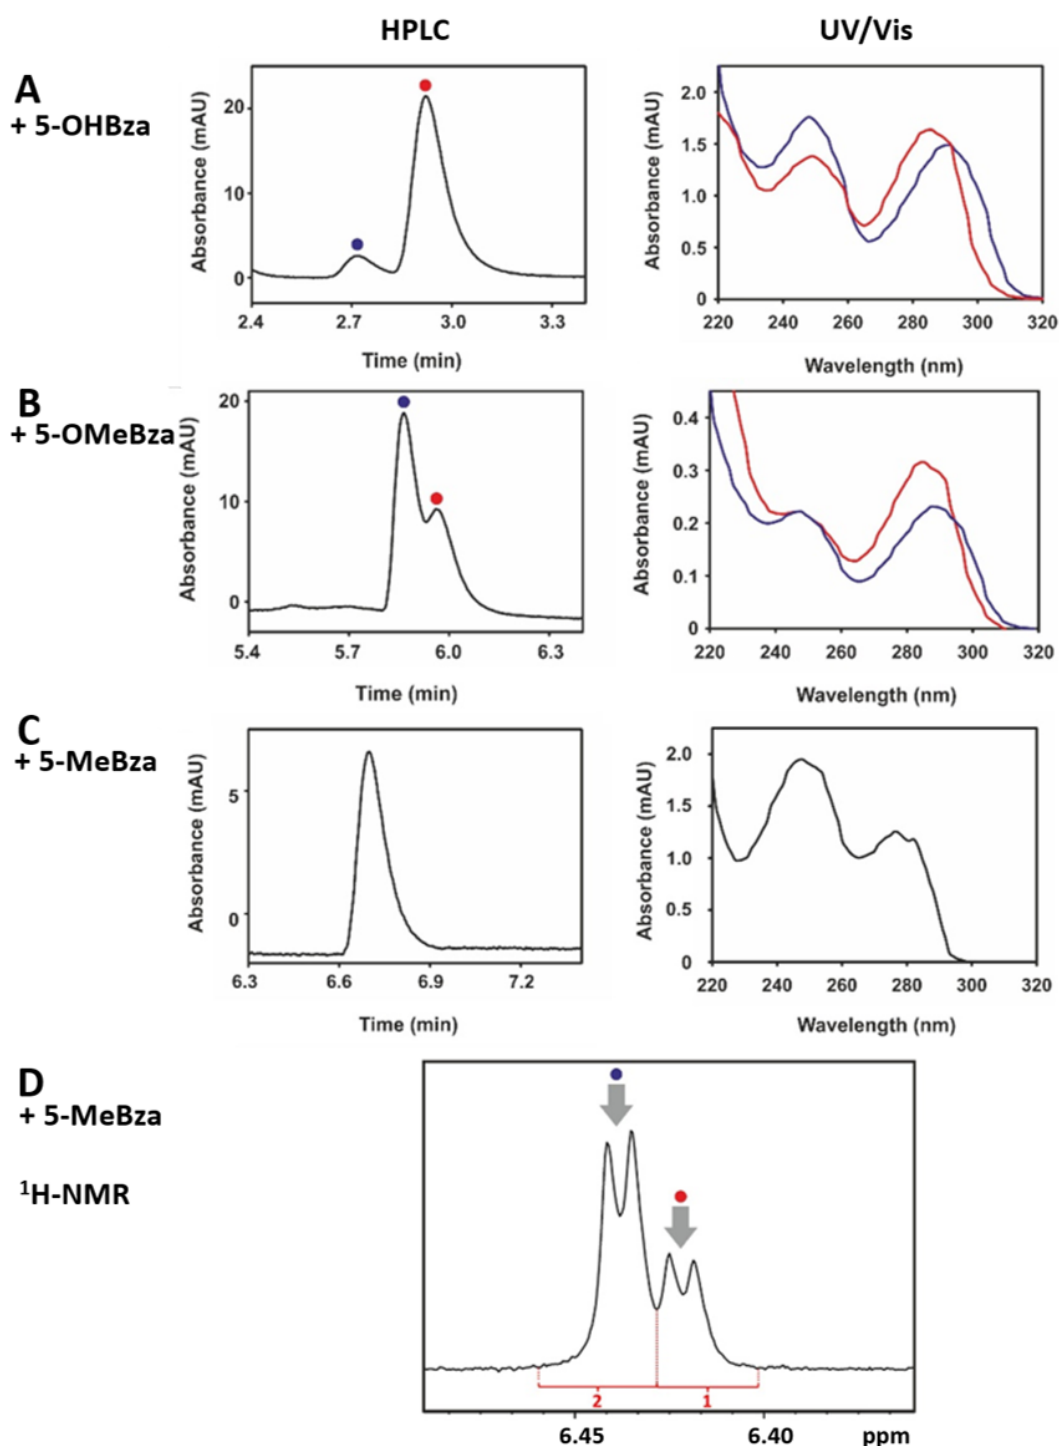 HPLC UV/Vis
A
+ 5-OHBza
Absorbance (mAU)
20
10
0
2.4 2.7 3.0 3.3
Time (min)
Absorbance (mAU)
2.0
1.5
1.0
0.5
0
220 240 260 280 300 320
Wavelength (nm)
B
+ 5-OMeBza
Absorbance (mAU)
20
10
0
5.4 5.7 6.0 6.3
Time (min)
Absorbance (mAU)
0.4
0.3
0.2
0.1
0
220 240 260 280 300 320
Wavelength (nm)
C
+ 5-MeBza
Absorbance (mAU)
5
0
6.3 6.6 6.9 7.2
Time (min)
Absorbance (mAU)
2.0
1.5
1.0
0.5
0
220 240 260 280 300 320
Wavelength (nm)
D
+ 5-MeBza
¹H-NMR
2 1
6.45 6.40 ppm